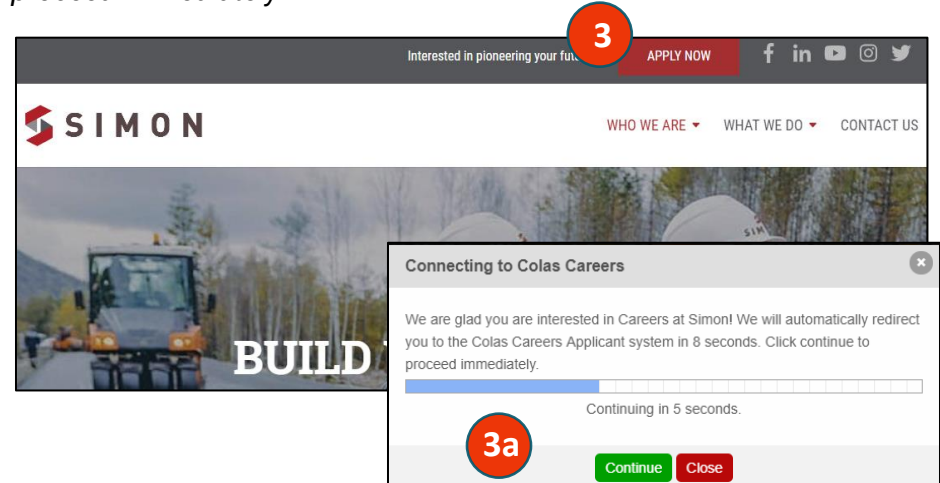 3
Interested in pioneering your fut
APPLY NOW
SIMON
WHO WE ARE WHAT WE DO CONTACT US
SIM
BUILD
Connecting to Colas Careers
We are glad you are interested in Careers at Simon! We will automatically redirect
you to the Colas Careers Applicant system in 8 seconds. Click continue to
proceed immediately.
Continuing in 5 seconds.
3a
Continue Close